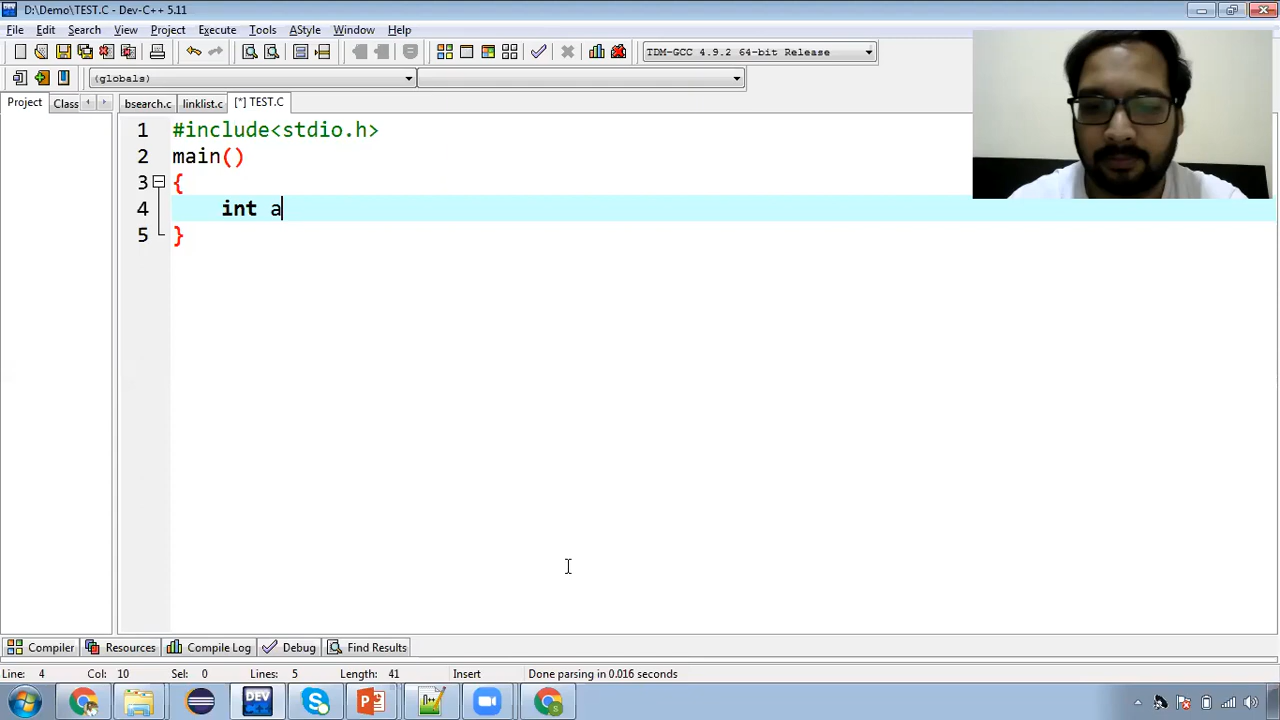 D:\Demo\TEST.C - Dev-C++ 5.11
File Edit Search View Project Execute Tools AStyle Window Help
TDM-GCC 4.9.2 64-bit Release
(globals)
Project Class bsearch.c linklist.c [*] TEST.C
1 #include<stdio.h>
2 main()
3 {
4 int a
5 }
Compiler Resources Compile Log Debug Find Results
Line: 4 Col: 10 Sel: 0 Lines: 5 Length: 41 Insert Done parsing in 0.016 seconds
DEV